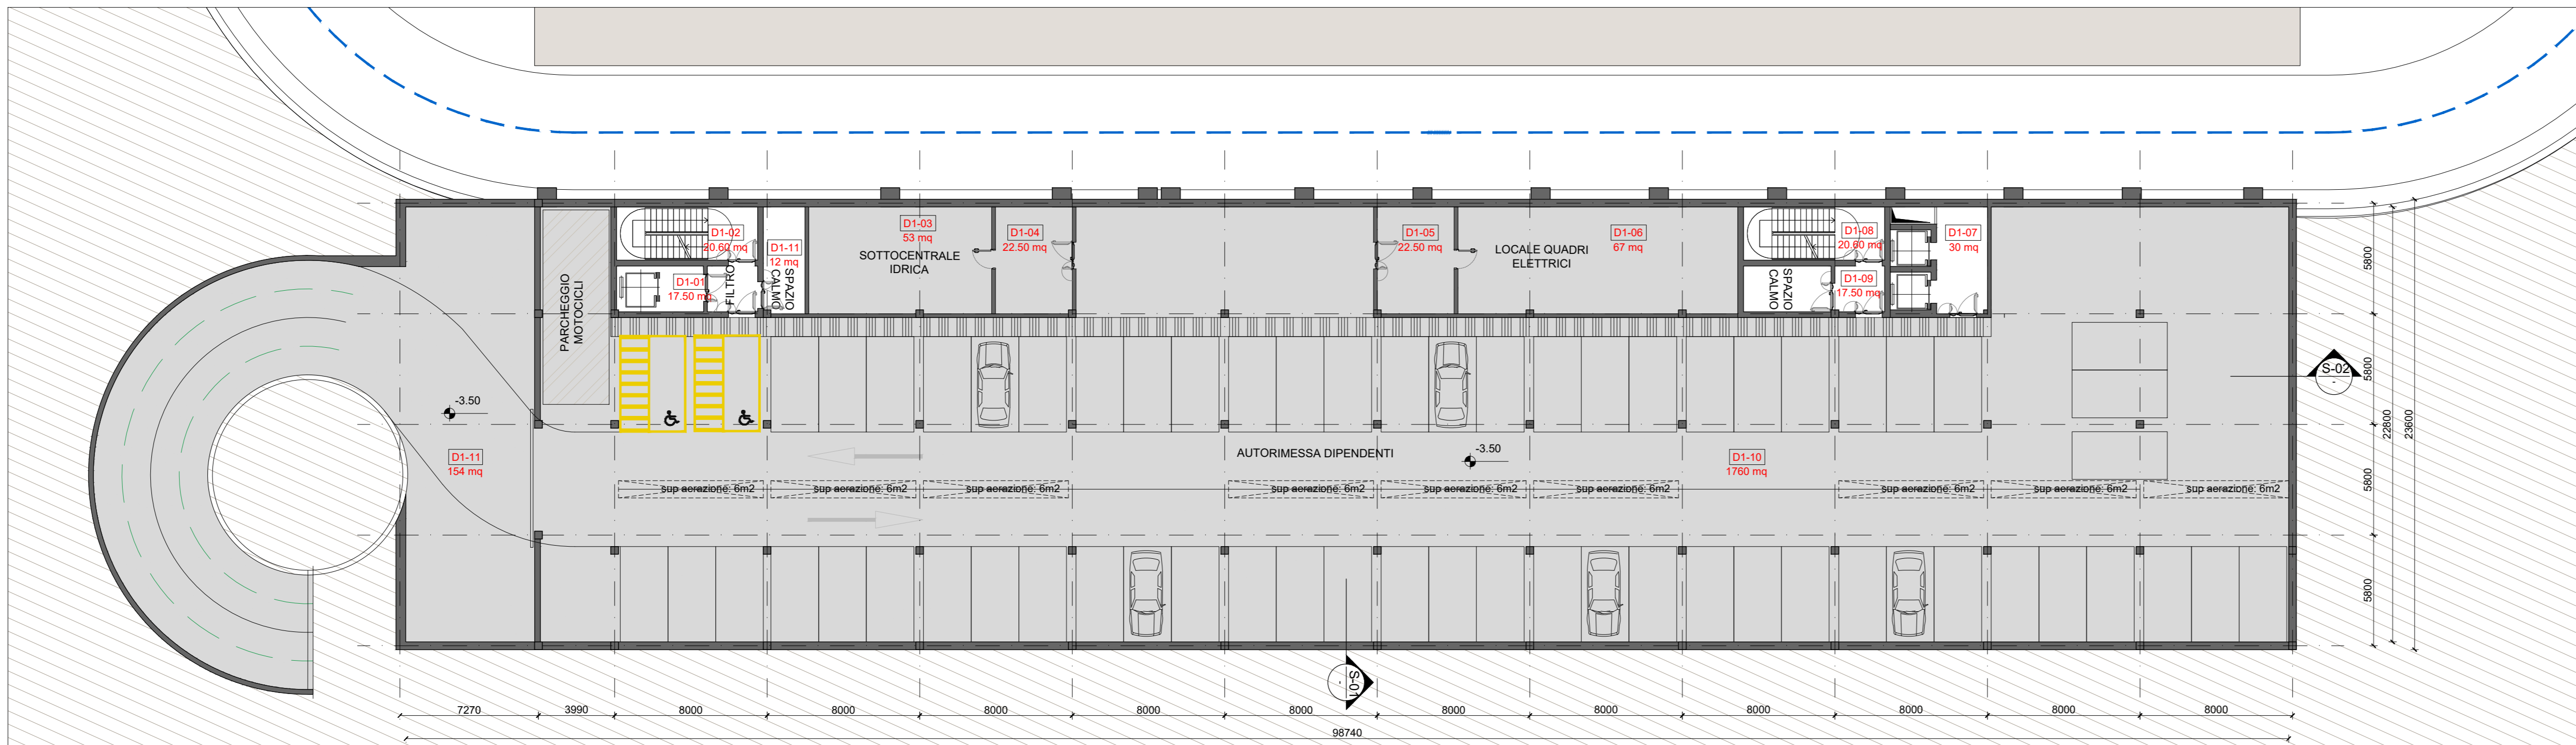 D1-02
20.60 mq
D1-01
17.50 mq
FILTRO
D1-11
12 mq
SPAZIO
CALMO
D1-03
53 mq
SOTTOCENTRALE
IDRICA
D1-04
22.50 mq
D1-05
22.50 mq
LOCALE QUADRI
ELETTRICI
D1-06
67 mq
SPAZIO
CALMO
D1-08
20.60 mq
D1-09
17.50 mq
D1-07
30 mq
PARCHEGGIO
MOTOCICLI
-3.50
D1-11
154 mq
AUTORIMESSA DIPENDENTI
-3.50
D1-10
1760 mq
sup aerazione: 6m2
sup aerazione: 6m2
sup aerazione: 6m2
sup aerazione: 6m2
sup aerazione: 6m2
sup aerazione: 6m2
sup aerazione: 6m2
sup aerazione: 6m2
sup aerazione: 6m2
S-02
-
5800
5800
5800
5800
22800
23600
S-01
-
7270
3990
8000
8000
8000
8000
8000
8000
8000
8000
8000
8000
8000
98740